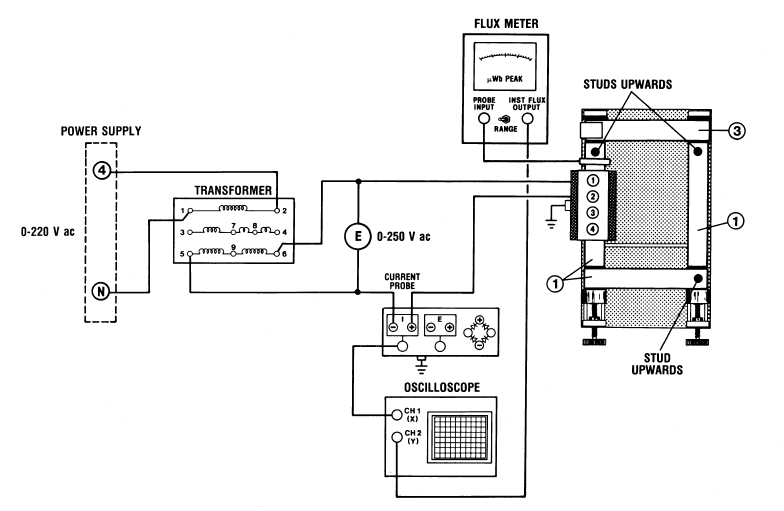 FLUX METER
µWb PEAK
PROBE INPUT
INST FLUX OUTPUT
RANGE
STUDS UPWARDS
3
1
2
3
4
1
1
STUD UPWARDS
POWER SUPPLY
4
N
0-220 V ac
TRANSFORMER
1 2
3 7 8 4
5 9 6
E 0-250 V ac
CURRENT PROBE
I E
− + − +
+
−
OSCILLOSCOPE
CH 1 (X)
CH 2 (Y)